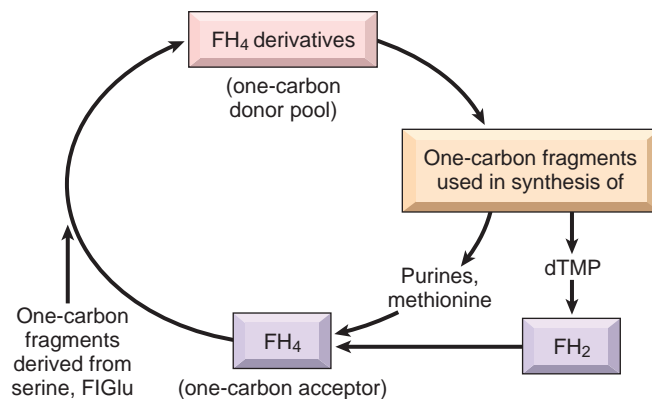 FH₄ derivatives
(one-carbon
donor pool)
One-carbon fragments
used in synthesis of
Purines,
methionine
dTMP
One-carbon
fragments
derived from
serine, FIGlu
FH₄
(one-carbon acceptor)
FH₂